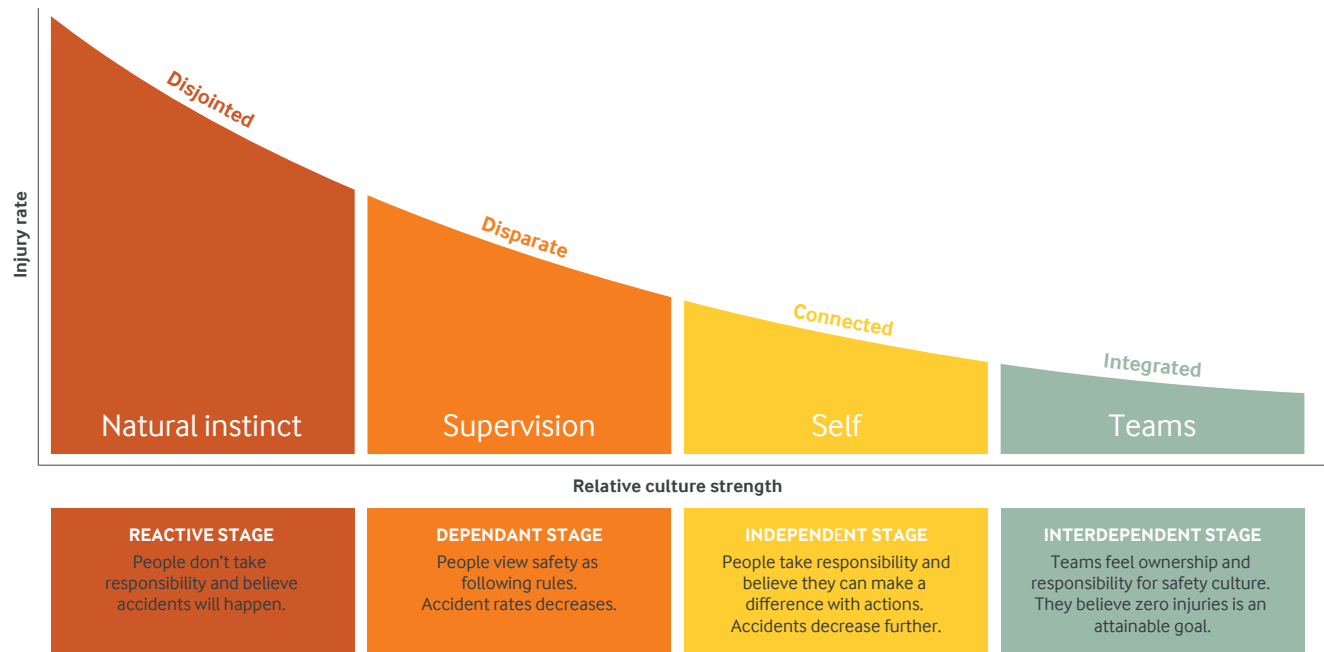 Injury rate
Disjointed
Disparate
Connected
Integrated
Natural instinct
Supervision
Self
Teams
Relative culture strength
REACTIVE STAGE
People don't take
responsibility and believe
accidents will happen.
DEPENDANT STAGE
People view safety as
following rules.
Accident rates decreases.
INDEPENDENT STAGE
People take responsibility and
believe they can make a
difference with actions.
Accidents decrease further.
INTERDEPENDENT STAGE
Teams feel ownership and
responsibility for safety culture.
They believe zero injuries is an
attainable goal.